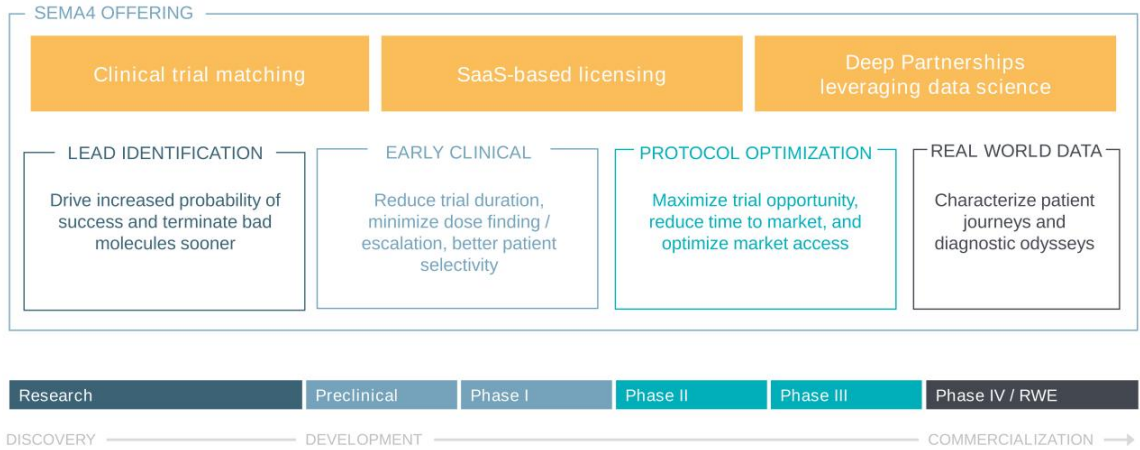 SEMA4 OFFERING
Clinical trial matching
SaaS-based licensing
Deep Partnerships
leveraging data science
LEAD IDENTIFICATION
Drive increased probability of
success and terminate bad
molecules sooner
EARLY CLINICAL
Reduce trial duration,
minimize dose finding /
escalation, better patient
selectivity
PROTOCOL OPTIMIZATION
Maximize trial opportunity,
reduce time to market, and
optimize market access
REAL WORLD DATA
Characterize patient
journeys and
diagnostic odysseys
Research
Preclinical
Phase I
Phase II
Phase III
Phase IV / RWE
DISCOVERY
DEVELOPMENT
COMMERCIALIZATION